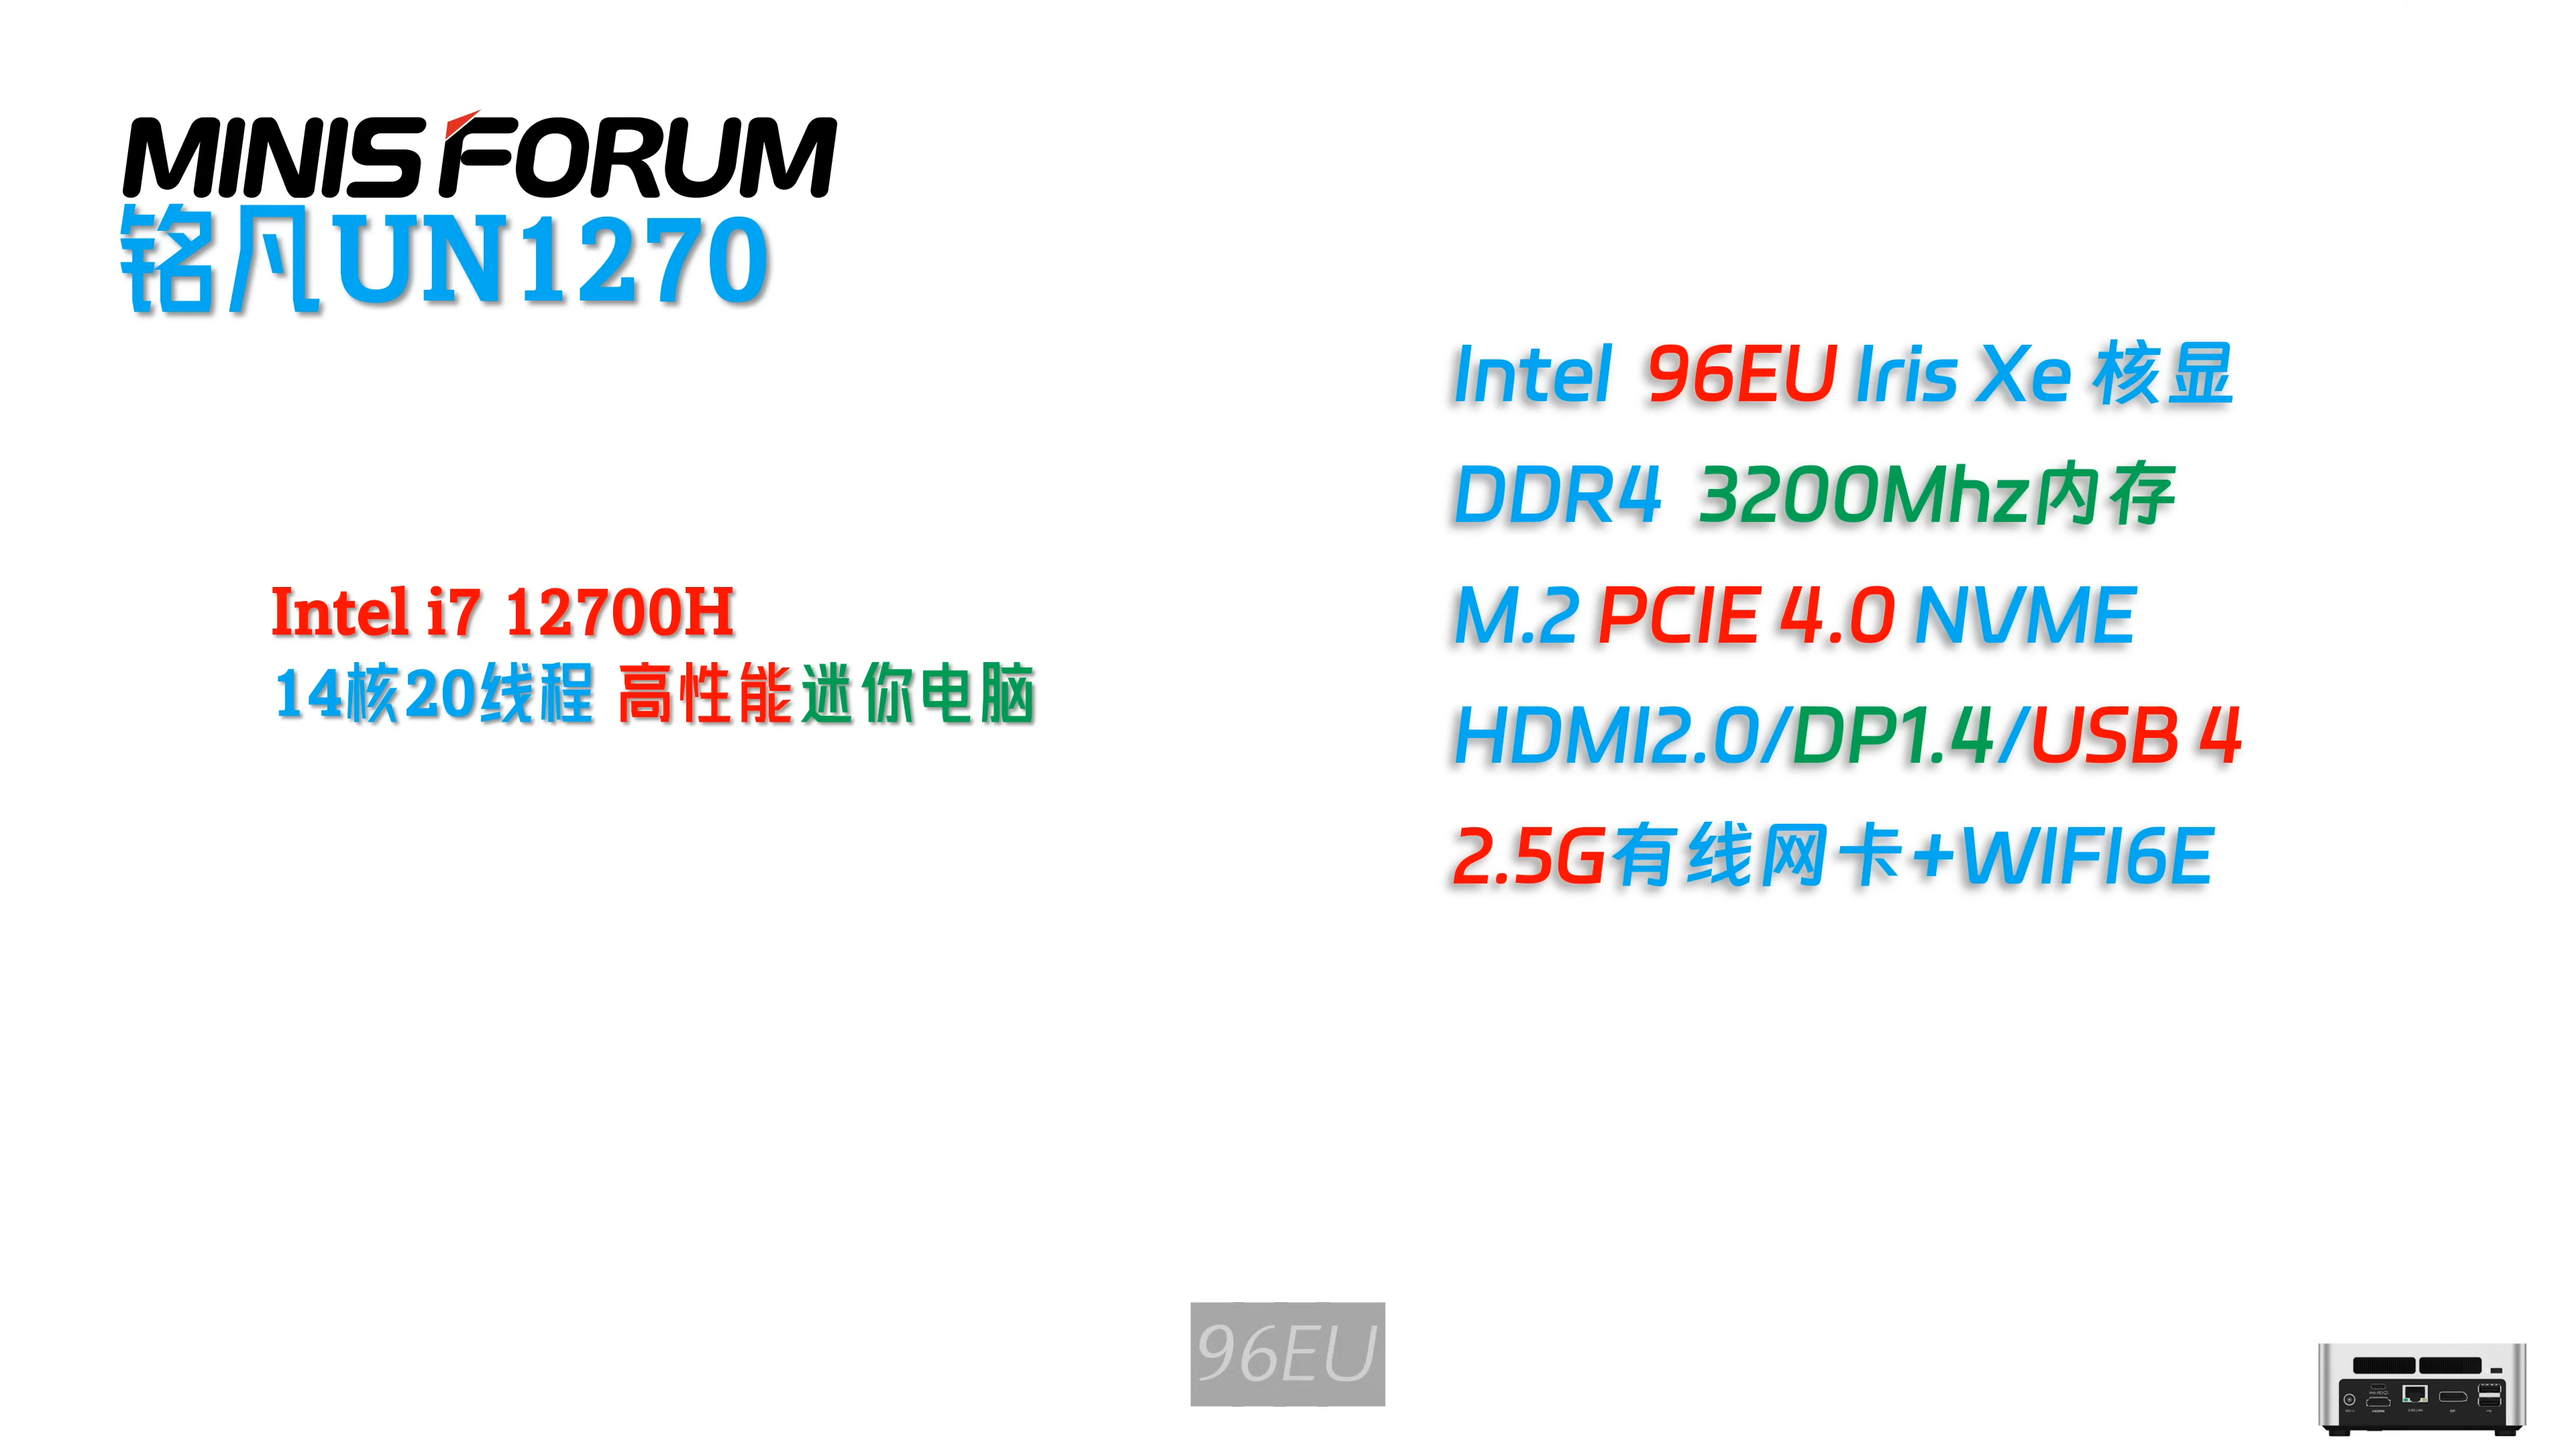 MINISFORUM
铭凡UN1270
Intel i7 12700H
14核20线程 高性能迷你电脑
Intel 96EU Iris Xe 核显
DDR4 3200Mhz内存
M.2 PCIE 4.0 NVME
HDMI2.0/DP1.4/USB 4
2.5G有线网卡+WIFI6E
96EU